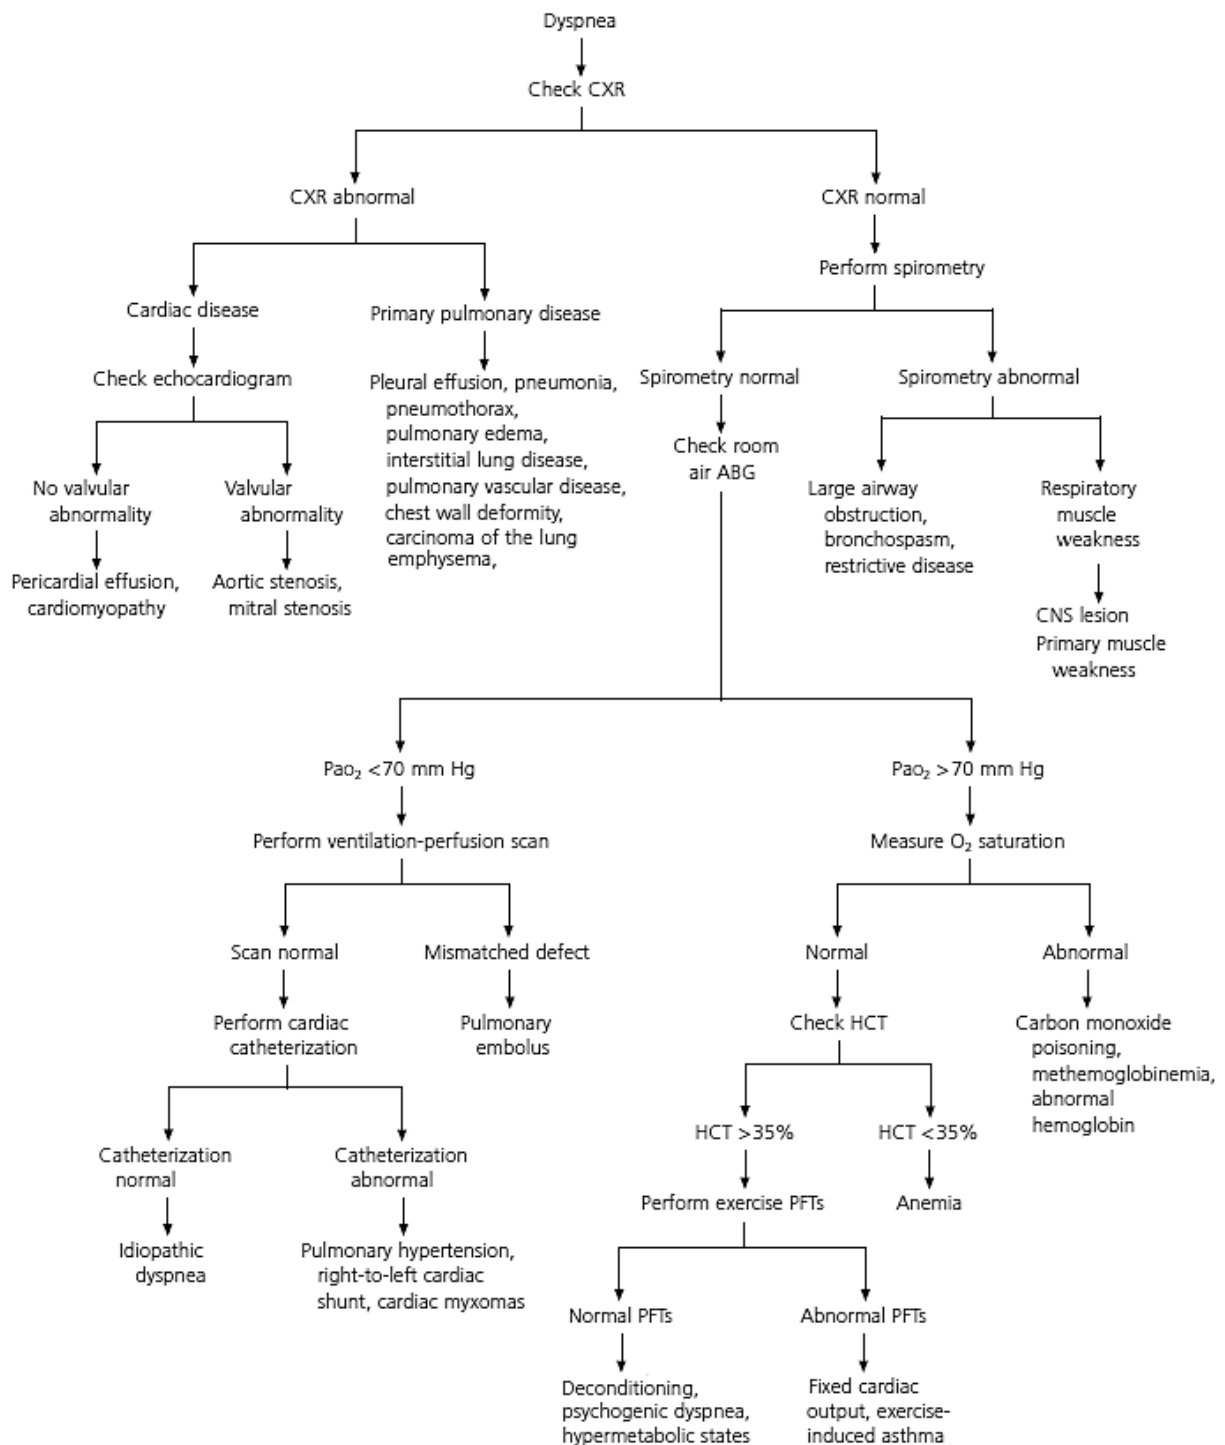 Dyspnea
Check CXR
CXR abnormal
CXR normal
Perform spirometry
Cardiac disease
Primary pulmonary disease
Check echocardiogram
Pleural effusion, pneumonia,
pneumothorax,
pulmonary edema,
interstitial lung disease,
pulmonary vascular disease,
chest wall deformity,
carcinoma of the lung
emphysema,
Spirometry normal
Spirometry abnormal
Check room
air ABG
No valvular
abnormality
Valvular
abnormality
Large airway
obstruction,
bronchospasm,
restrictive disease
Respiratory
muscle
weakness
Pericardial effusion,
cardiomyopathy
Aortic stenosis,
mitral stenosis
CNS lesion
Primary muscle
weakness
Pao₂ <70 mm Hg
Pao₂ >70 mm Hg
Perform ventilation-perfusion scan
Measure O₂ saturation
Scan normal
Mismatched defect
Normal
Abnormal
Perform cardiac
catheterization
Pulmonary
embolus
Check HCT
Carbon monoxide
poisoning,
methemoglobinemia,
abnormal
hemoglobin
HCT >35%
HCT <35%
Catheterization
normal
Catheterization
abnormal
Perform exercise PFTs
Anemia
Idiopathic
dyspnea
Pulmonary hypertension,
right-to-left cardiac
shunt, cardiac myxomas
Normal PFTs
Abnormal PFTs
Deconditioning,
psychogenic dyspnea,
hypermetabolic states
Fixed cardiac
output, exercise-
induced asthma